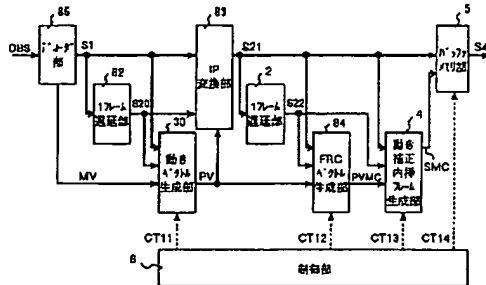 85
83
5
DBS
デコーダ部
S1
IP変換部
S21
バッファメモリ部
S4
82
1フレーム
遅延部
S20
2
1フレーム
遅延部
S22
30
動き
ベクトル
生成部
84
FRC
ベクトル
生成部
4
動き
補正
内挿
フレーム
生成部
MV
PV
PVMC
SMC
CT11
CT12
CT13
CT14
6
制御部